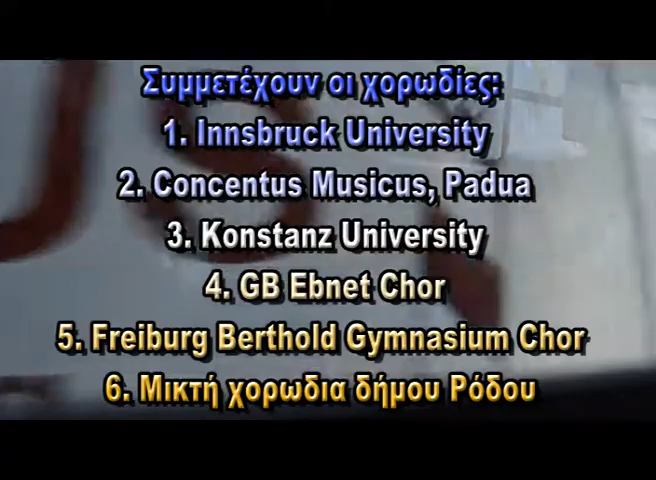 Συμμετέχουν οι χορωδίες:
1. Innsbruck University
2. Concentus Musicus, Padua
3. Konstanz University
4. GB Ebnet Chor
5. Freiburg Berthold Gymnasium Chor
6. Μικτή χορωδια δήμου Ρόδου